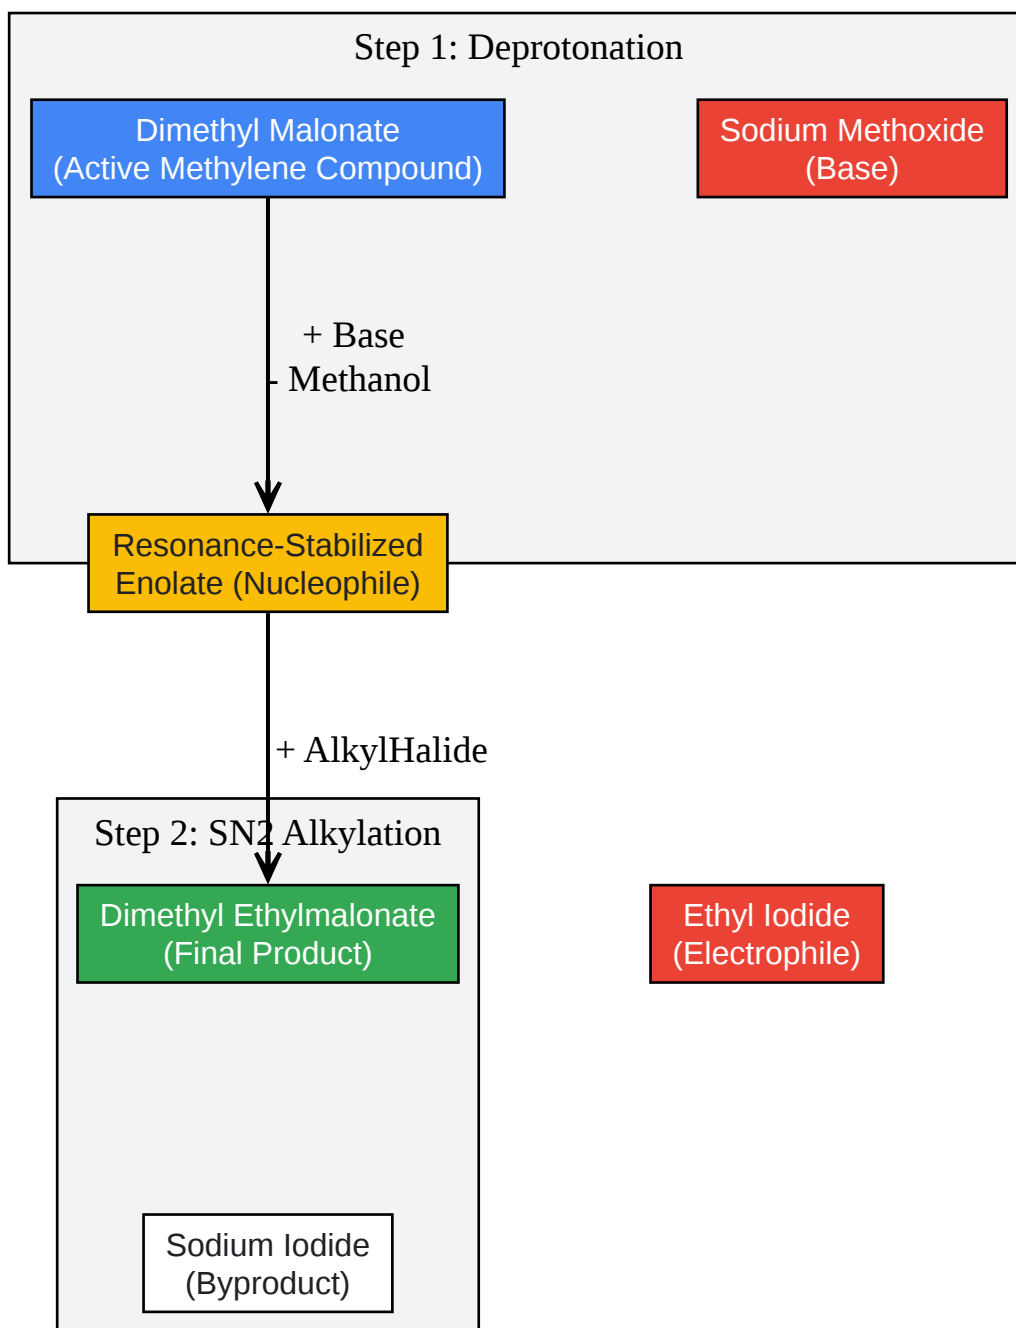 Step 1: Deprotonation
Dimethyl Malonate
(Active Methylene Compound)
Sodium Methoxide
(Base)
+ Base
- Methanol
Resonance-Stabilized
Enolate (Nucleophile)
+ AlkylHalide
Step 2: SN2 Alkylation
Dimethyl Ethylmalonate
(Final Product)
Ethyl Iodide
(Electrophile)
Sodium Iodide
(Byproduct)